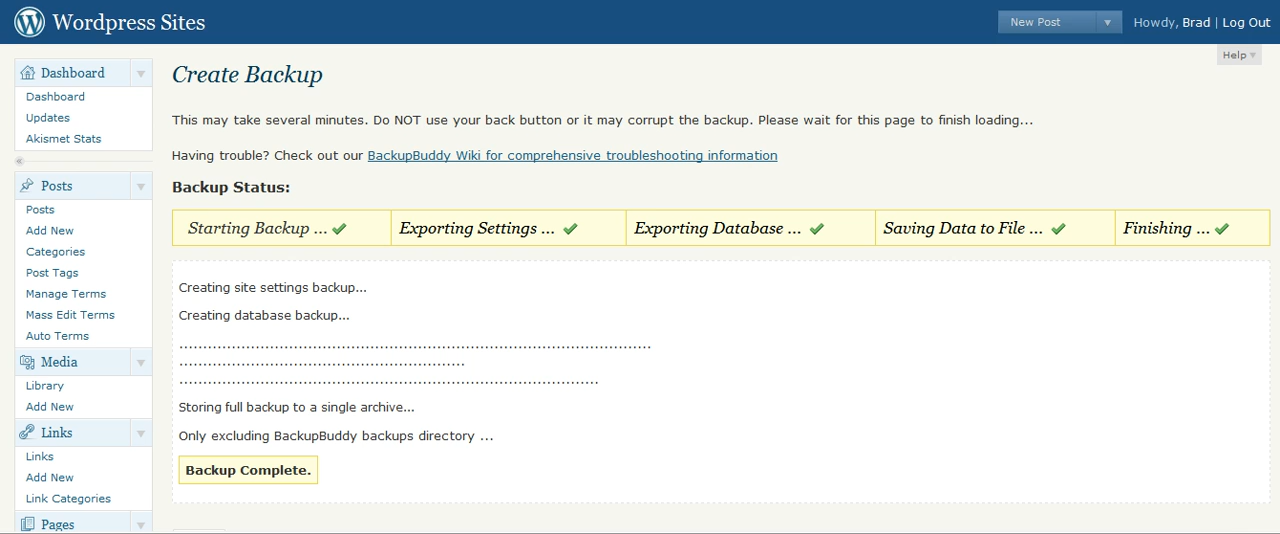 Wordpress Sites
New Post
Howdy, Brad | Log Out
Help
Dashboard
Dashboard
Updates
Akismet Stats
Posts
Posts
Add New
Categories
Post Tags
Manage Terms
Mass Edit Terms
Auto Terms
Media
Library
Add New
Links
Links
Add New
Link Categories
Pages
Create Backup
This may take several minutes. Do NOT use your back button or it may corrupt the backup. Please wait for this page to finish loading...
Having trouble? Check out our BackupBuddy Wiki for comprehensive troubleshooting information
Backup Status:
Starting Backup ... Exporting Settings ... Exporting Database ... Saving Data to File ... Finishing ...
Creating site settings backup...
Creating database backup...
Storing full backup to a single archive...
Only excluding BackupBuddy backups directory ...
Backup Complete.